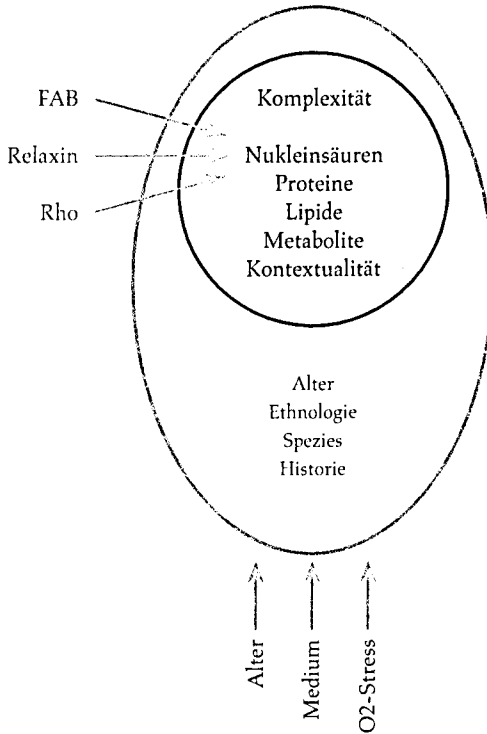 FAB
Relaxin
Rho
Komplexität
Nukleinsäuren
Proteine
Lipide
Metabolite
Kontextualität
Alter
Ethnologie
Spezies
Historie
Alter
Medium
O2-Stress